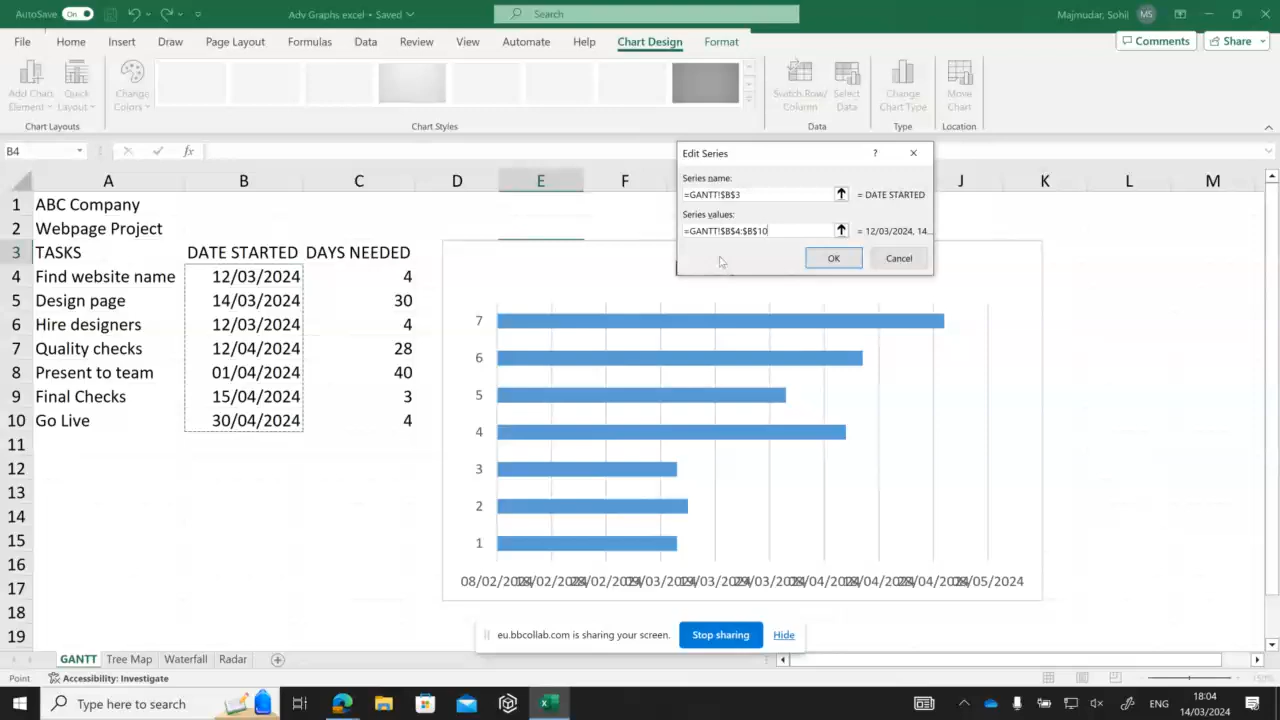 AutoSave On
Adv Graphs excel • Saved
Search
Majmudar, Sohil MS
File Home Insert Draw Page Layout Formulas Data Review View Automate Help Chart Design Format
Comments Share
Add Chart Element
Quick Layout
Change Colors
Switch Row/ Column
Select Data
Change Chart Type
Move Chart
Chart Layouts Chart Styles Data Type Location
B4 fx
Edit Series ?
Series name:
=GANTT!$B$3 = DATE STARTED
Series values:
=GANTT!$B$4:$B$10 = 12/03/2024, 14...
OK Cancel
A B C D E F J K L M
1 ABC Company
2 Webpage Project
3 TASKS DATE STARTED DAYS NEEDED
4 Find website name 12/03/2024 4
5 Design page 14/03/2024 30
6 Hire designers 12/03/2024 4
7 Quality checks 12/04/2024 28
8 Present to team 01/04/2024 40
9 Final Checks 15/04/2024 3
10 Go Live 30/04/2024 4
11
12
13
14
15
16
17
18
19
7
6
5
4
3
2
1
eu.bbcollab.com is sharing your screen. Stop sharing Hide
GANTT Tree Map Waterfall Radar
Point Accessibility: Investigate
Type here to search
ENG
18:04
14/03/2024